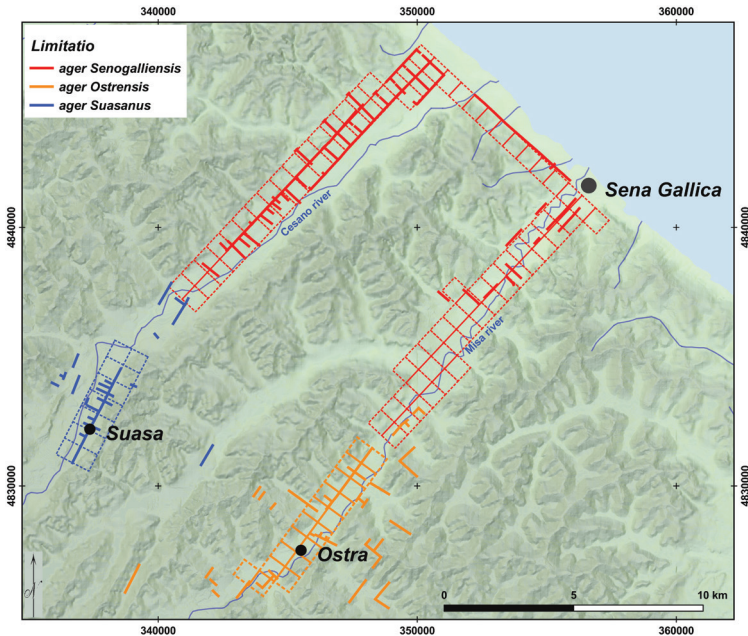 340000
350000
360000
Limitatio
ager Senogalliensis
ager Ostrensis
ager Suasanus
4840000
4840000
Sena Gallica
Cesano river
Misa river
Suasa
4830000
4830000
Ostra
0 5 10 km
340000
350000
360000